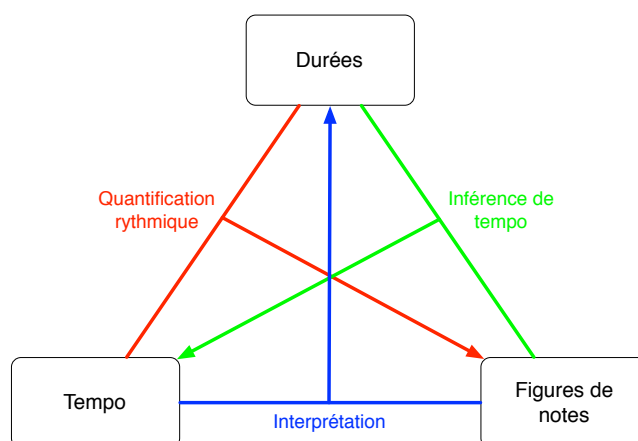 Durées
Quantification
rythmique
Inférence de
tempo
Tempo
Figures de
notes
Interprétation